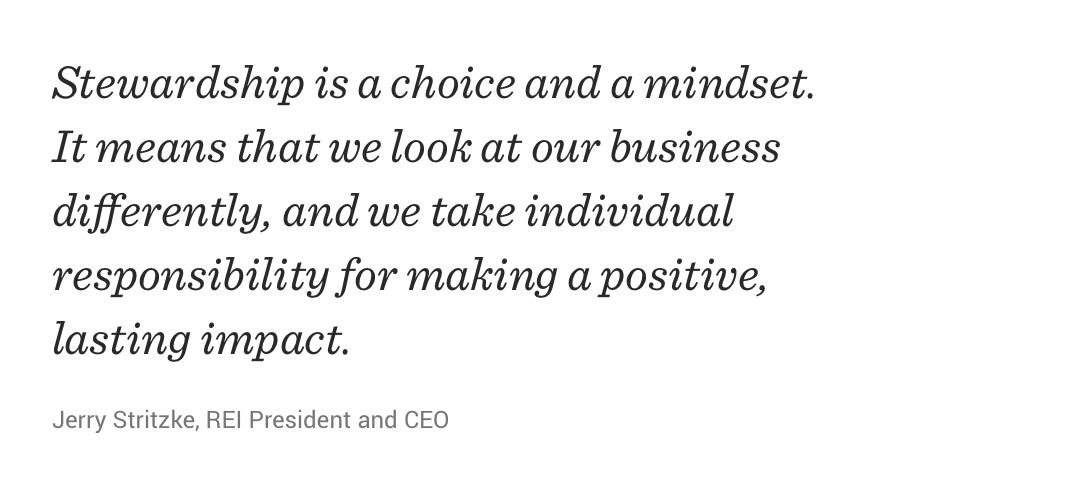 Stewardship is a choice and a mindset.
It means that we look at our business
differently, and we take individual
responsibility for making a positive,
lasting impact.
Jerry Stritzke, REI President and CEO